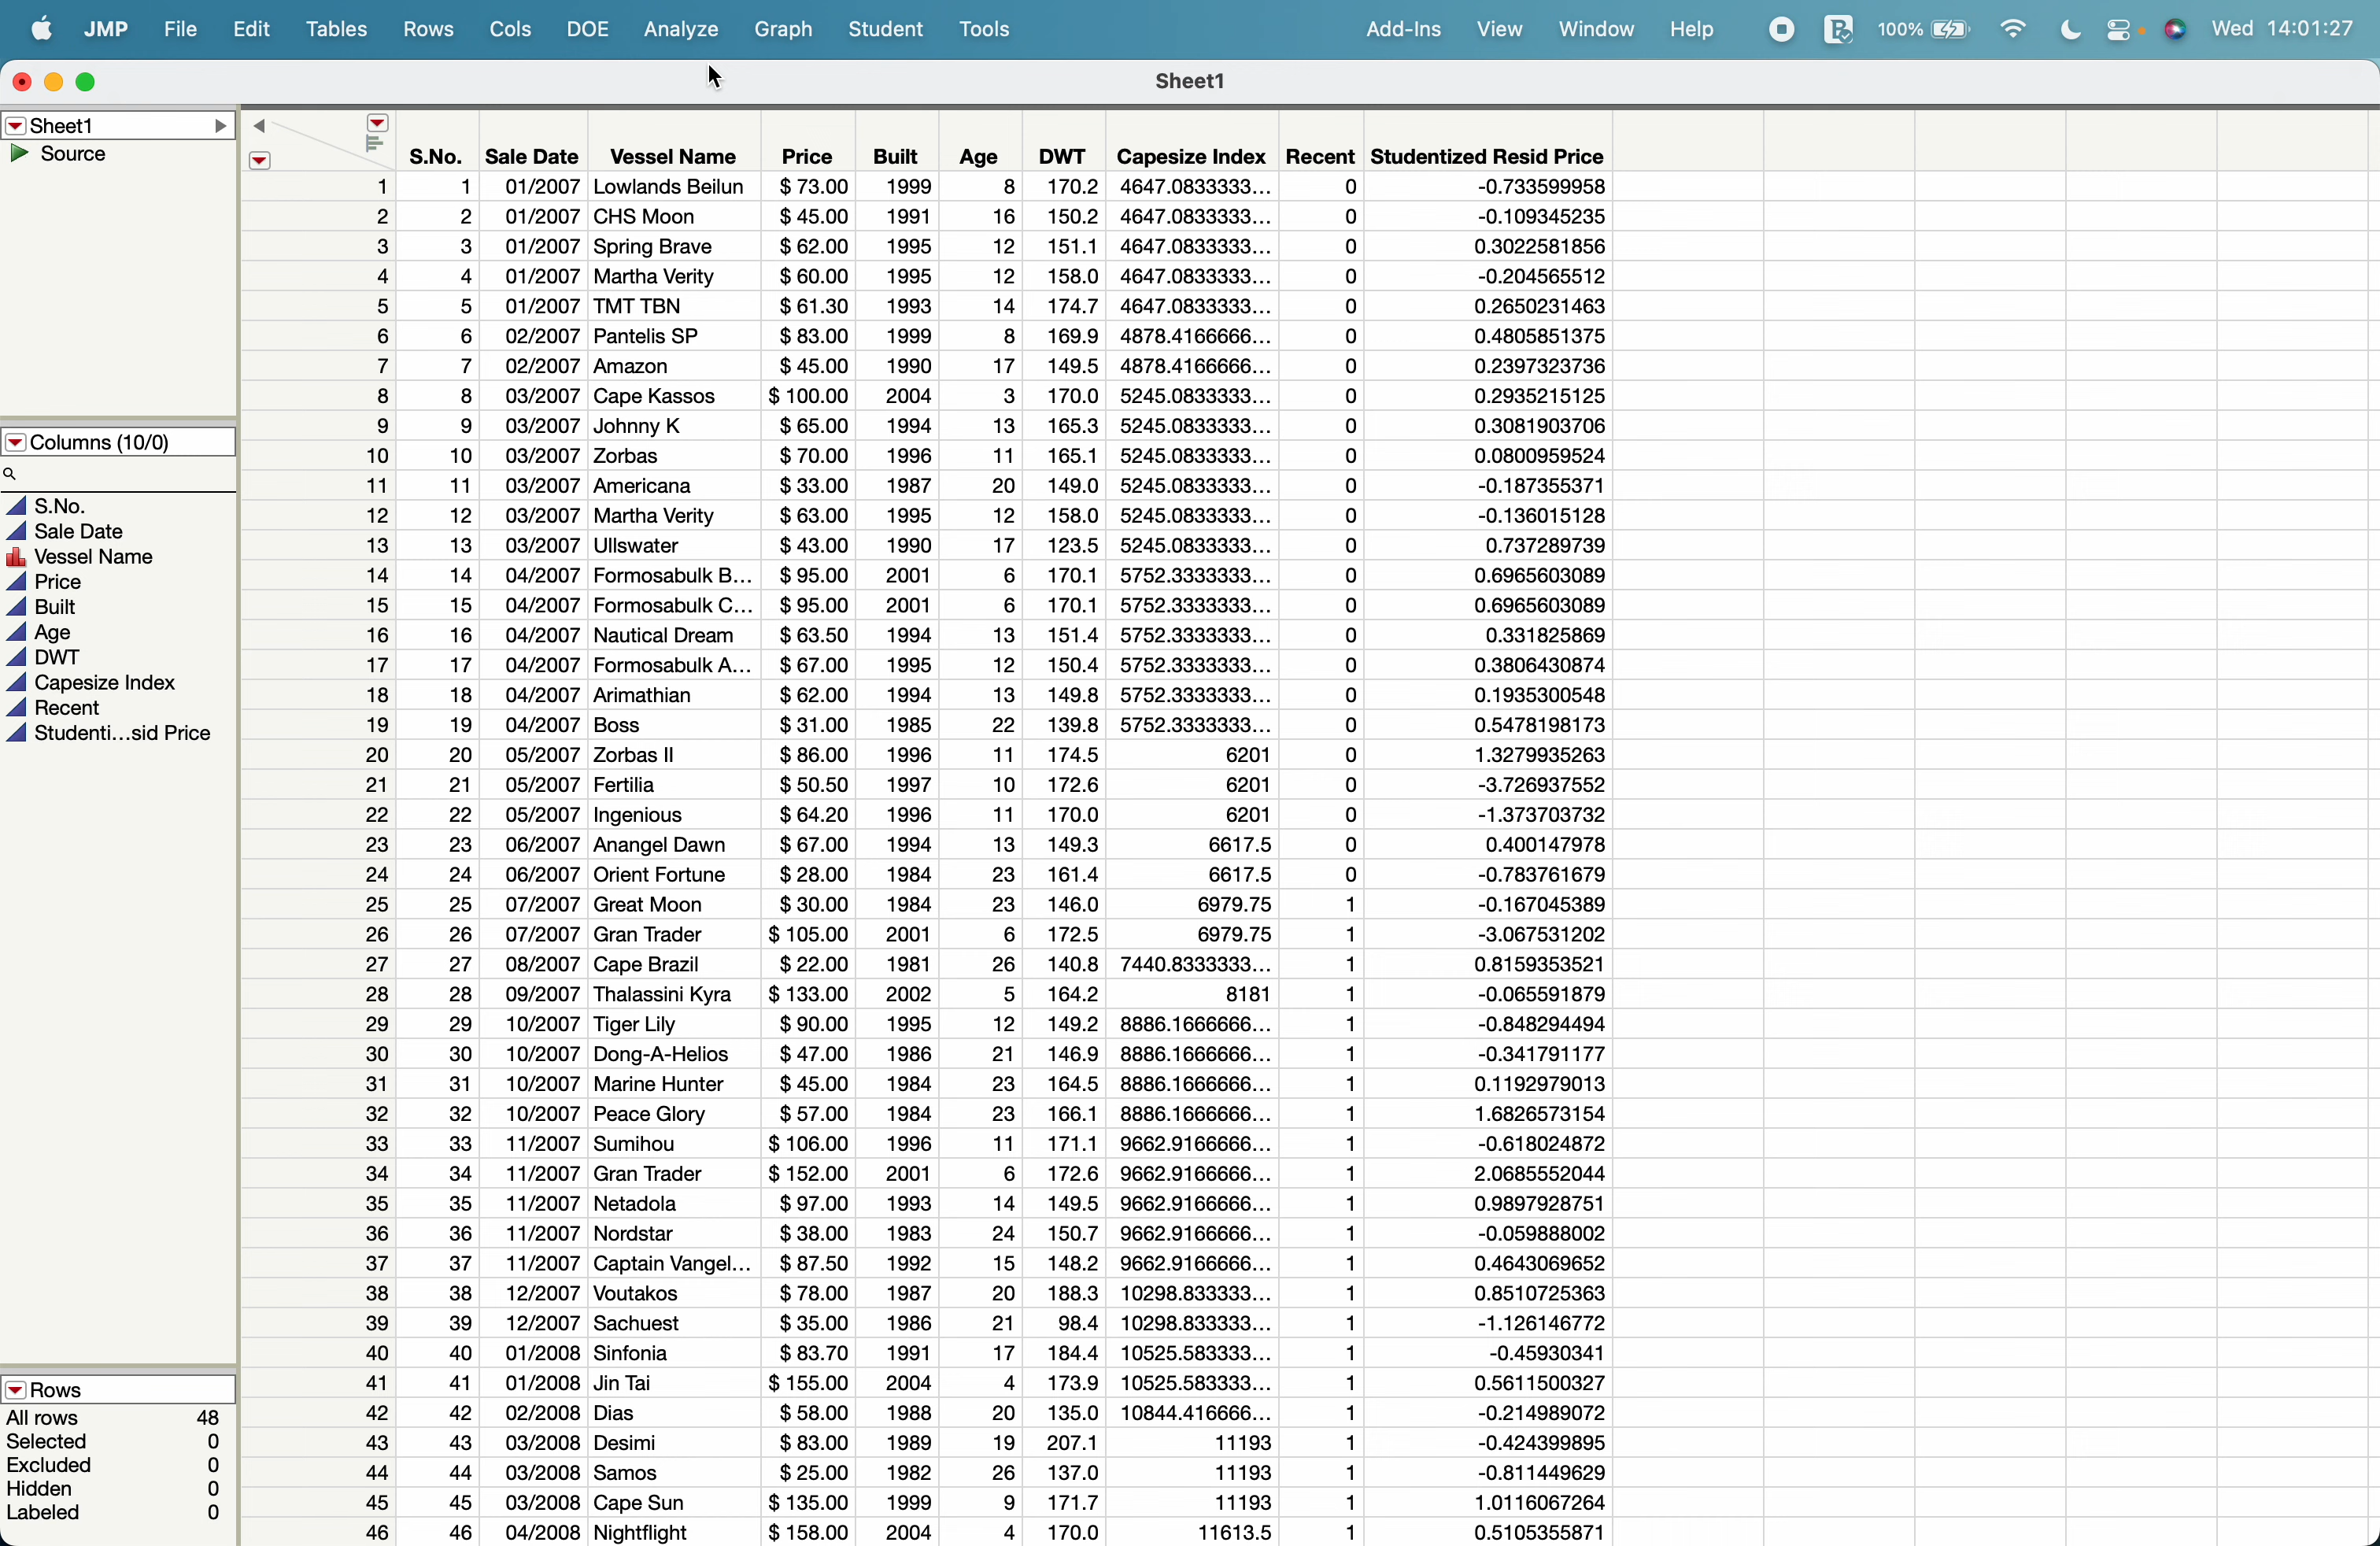 JMP File Edit Tables Rows Cols DOE Analyze Graph Student Tools Add-Ins View Window Help 100% Wed 14:01:27
Sheet1
Sheet1
Source
Columns (10/0)
S.No.
Sale Date
Vessel Name
Price
Built
Age
DWT
Capesize Index
Recent
Studenti...sid Price
Rows
All rows 48
Selected 0
Excluded 0
Hidden 0
Labeled 0
S.No. Sale Date Vessel Name Price Built Age DWT Capesize Index Recent Studentized Resid Price
1 1 01/2007 Lowlands Beilun $ 73.00 1999 8 170.2 4647.0833333... 0 -0.733599958
2 2 01/2007 CHS Moon $ 45.00 1991 16 150.2 4647.0833333... 0 -0.109345235
3 3 01/2007 Spring Brave $ 62.00 1995 12 151.1 4647.0833333... 0 0.3022581856
4 4 01/2007 Martha Verity $ 60.00 1995 12 158.0 4647.0833333... 0 -0.204565512
5 5 01/2007 TMT TBN $ 61.30 1993 14 174.7 4647.0833333... 0 0.2650231463
6 6 02/2007 Pantelis SP $ 83.00 1999 8 169.9 4878.4166666... 0 0.4805851375
7 7 02/2007 Amazon $ 45.00 1990 17 149.5 4878.4166666... 0 0.2397323736
8 8 03/2007 Cape Kassos $ 100.00 2004 3 170.0 5245.0833333... 0 0.2935215125
9 9 03/2007 Johnny K $ 65.00 1994 13 165.3 5245.0833333... 0 0.3081903706
10 10 03/2007 Zorbas $ 70.00 1996 11 165.1 5245.0833333... 0 0.0800959524
11 11 03/2007 Americana $ 33.00 1987 20 149.0 5245.0833333... 0 -0.187355371
12 12 03/2007 Martha Verity $ 63.00 1995 12 158.0 5245.0833333... 0 -0.136015128
13 13 03/2007 Ullswater $ 43.00 1990 17 123.5 5245.0833333... 0 0.737289739
14 14 04/2007 Formosabulk B... $ 95.00 2001 6 170.1 5752.3333333... 0 0.6965603089
15 15 04/2007 Formosabulk C... $ 95.00 2001 6 170.1 5752.3333333... 0 0.6965603089
16 16 04/2007 Nautical Dream $ 63.50 1994 13 151.4 5752.3333333... 0 0.331825869
17 17 04/2007 Formosabulk A... $ 67.00 1995 12 150.4 5752.3333333... 0 0.3806430874
18 18 04/2007 Arimathian $ 62.00 1994 13 149.8 5752.3333333... 0 0.1935300548
19 19 04/2007 Boss $ 31.00 1985 22 139.8 5752.3333333... 0 0.5478198173
20 20 05/2007 Zorbas II $ 86.00 1996 11 174.5 6201 0 1.3279935263
21 21 05/2007 Fertilia $ 50.50 1997 10 172.6 6201 0 -3.726937552
22 22 05/2007 Ingenious $ 64.20 1996 11 170.0 6201 0 -1.373703732
23 23 06/2007 Anangel Dawn $ 67.00 1994 13 149.3 6617.5 0 0.400147978
24 24 06/2007 Orient Fortune $ 28.00 1984 23 161.4 6617.5 0 -0.783761679
25 25 07/2007 Great Moon $ 30.00 1984 23 146.0 6979.75 1 -0.167045389
26 26 07/2007 Gran Trader $ 105.00 2001 6 172.5 6979.75 1 -3.067531202
27 27 08/2007 Cape Brazil $ 22.00 1981 26 140.8 7440.8333333... 1 0.8159353521
28 28 09/2007 Thalassini Kyra $ 133.00 2002 5 164.2 8181 1 -0.065591879
29 29 10/2007 Tiger Lily $ 90.00 1995 12 149.2 8886.1666666... 1 -0.848294494
30 30 10/2007 Dong-A-Helios $ 47.00 1986 21 146.9 8886.1666666... 1 -0.341791177
31 31 10/2007 Marine Hunter $ 45.00 1984 23 164.5 8886.1666666... 1 0.1192979013
32 32 10/2007 Peace Glory $ 57.00 1984 23 166.1 8886.1666666... 1 1.6826573154
33 33 11/2007 Sumihou $ 106.00 1996 11 171.1 9662.9166666... 1 -0.618024872
34 34 11/2007 Gran Trader $ 152.00 2001 6 172.6 9662.9166666... 1 2.0685552044
35 35 11/2007 Netadola $ 97.00 1993 14 149.5 9662.9166666... 1 0.9897928751
36 36 11/2007 Nordstar $ 38.00 1983 24 150.7 9662.9166666... 1 -0.059888002
37 37 11/2007 Captain Vangel... $ 87.50 1992 15 148.2 9662.9166666... 1 0.4643069652
38 38 12/2007 Voutakos $ 78.00 1987 20 188.3 10298.833333... 1 0.8510725363
39 39 12/2007 Sachuest $ 35.00 1986 21 98.4 10298.833333... 1 -1.126146772
40 40 01/2008 Sinfonia $ 83.70 1991 17 184.4 10525.583333... 1 -0.45930341
41 41 01/2008 Jin Tai $ 155.00 2004 4 173.9 10525.583333... 1 0.5611500327
42 42 02/2008 Dias $ 58.00 1988 20 135.0 10844.416666... 1 -0.214989072
43 43 03/2008 Desimi $ 83.00 1989 19 207.1 11193 1 -0.424399895
44 44 03/2008 Samos $ 25.00 1982 26 137.0 11193 1 -0.811449629
45 45 03/2008 Cape Sun $ 135.00 1999 9 171.7 11193 1 1.0116067264
46 46 04/2008 Nightflight $ 158.00 2004 4 170.0 11613.5 1 0.5105355871